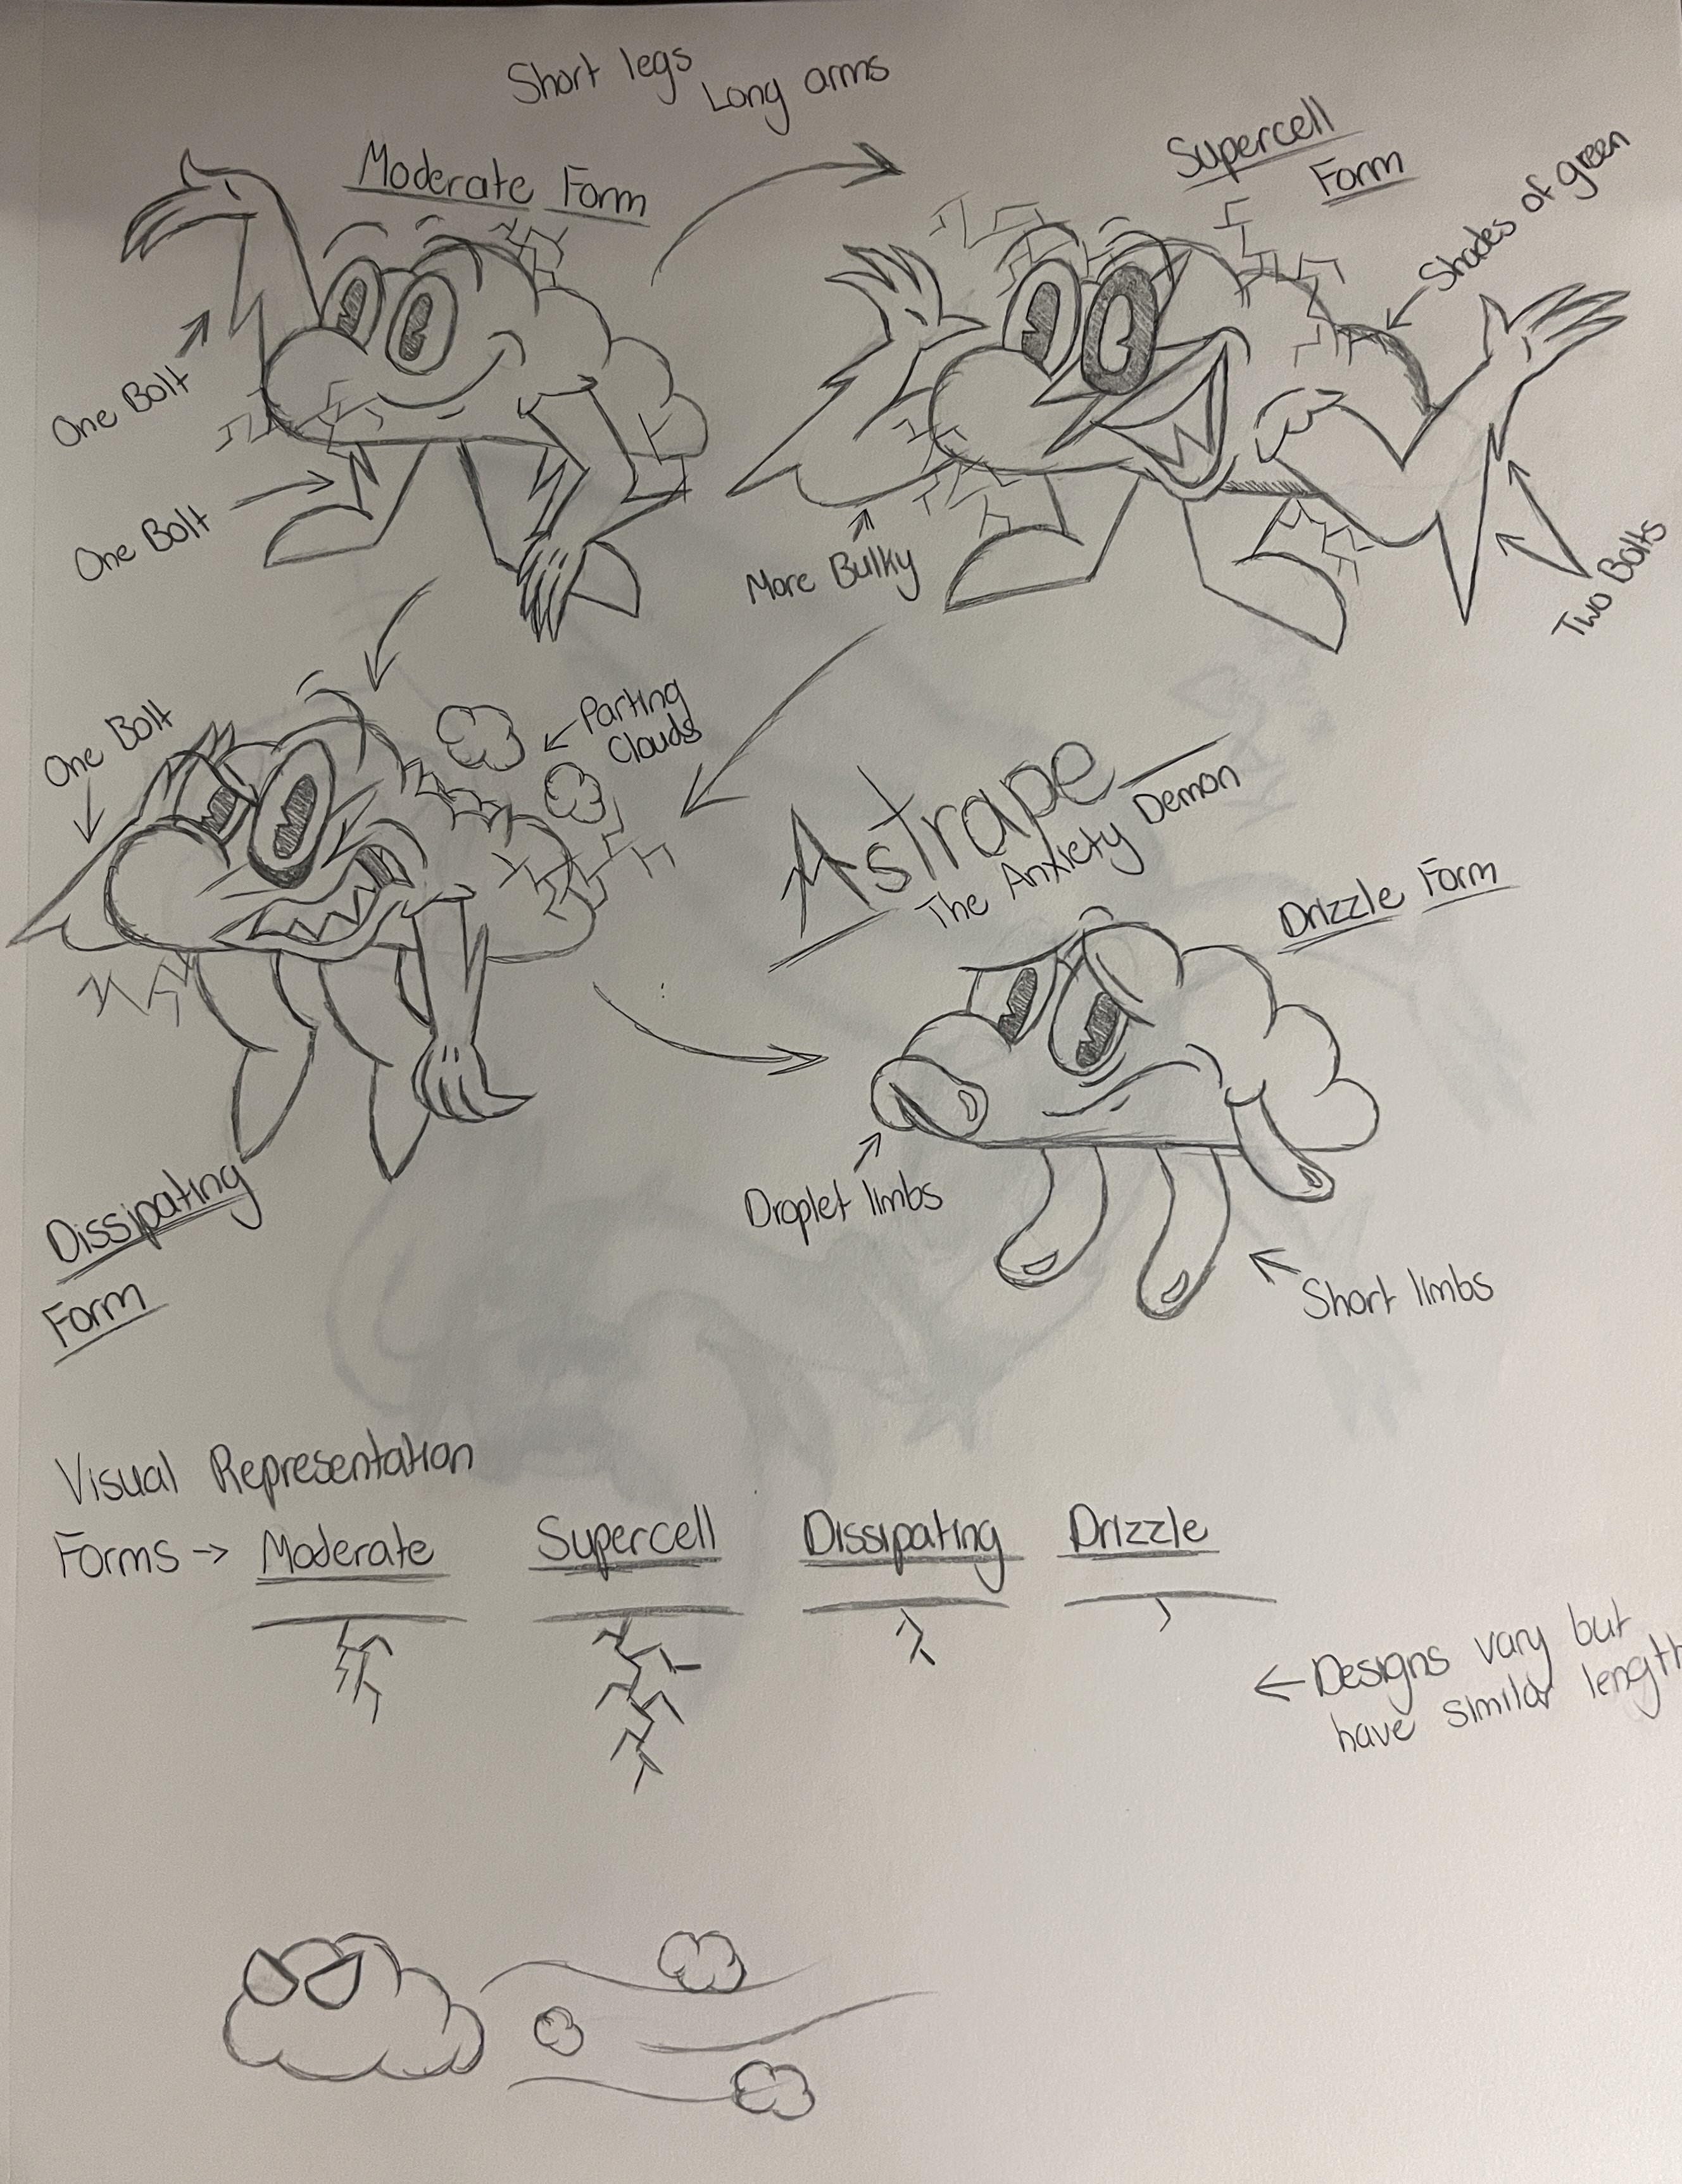 Short legs
Long arms
Moderate Form
Supercell
Form
Shades of green
One Bolt
One Bolt
More Bulky
Two Bolts
One Bolt
Parting
Clouds
Astrape
The Anxiety Demon
Drizzle Form
Droplet limbs
Short limbs
Dissipating
Form
Visual Representation
Forms → Moderate Supercell Dissipating Drizzle
← Designs vary but
have similar length